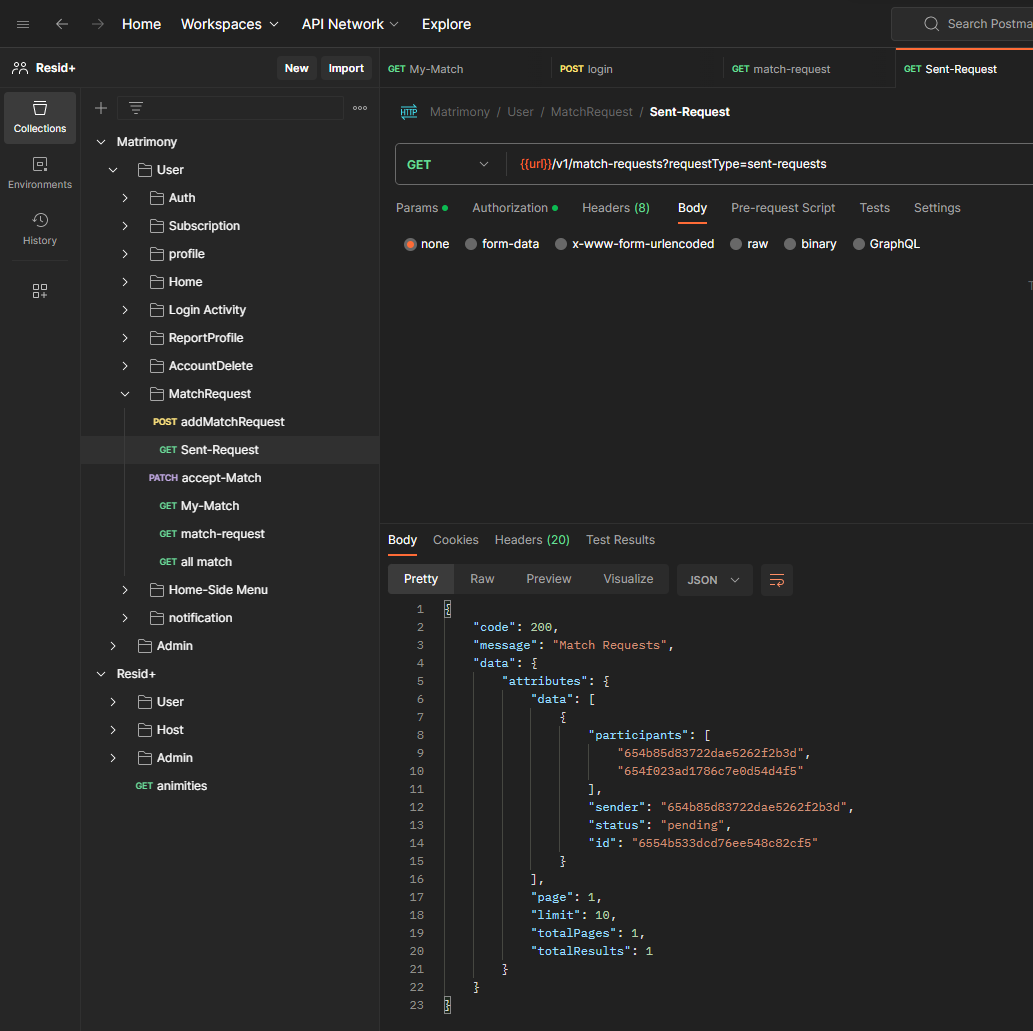 Home Workspaces API Network Explore Search Postma
Resid+ New Import
GET My-Match POST login GET match-request GET Sent-Request
Collections
Environments
History
Matrimony
User
Auth
Subscription
profile
Home
Login Activity
ReportProfile
AccountDelete
MatchRequest
POST addMatchRequest
GET Sent-Request
PATCH accept-Match
GET My-Match
GET match-request
GET all match
Home-Side Menu
notification
Admin
Resid+
User
Host
Admin
GET animities
HTTP Matrimony / User / MatchRequest / Sent-Request
GET {{url}}/v1/match-requests?requestType=sent-requests
Params Authorization Headers (8) Body Pre-request Script Tests Settings
none form-data x-www-form-urlencoded raw binary GraphQL
Body Cookies Headers (20) Test Results
Pretty Raw Preview Visualize JSON
1 {
2 "code": 200,
3 "message": "Match Requests",
4 "data": {
5 "attributes": {
6 "data": [
7 {
8 "participants": [
9 "654b85d83722dae5262f2b3d",
10 "654f023ad1786c7e0d54d4f5"
11 ],
12 "sender": "654b85d83722dae5262f2b3d",
13 "status": "pending",
14 "id": "6554b533dcd76ee548c82cf5"
15 }
16 ],
17 "page": 1,
18 "limit": 10,
19 "totalPages": 1,
20 "totalResults": 1
21 }
22 }
23 }